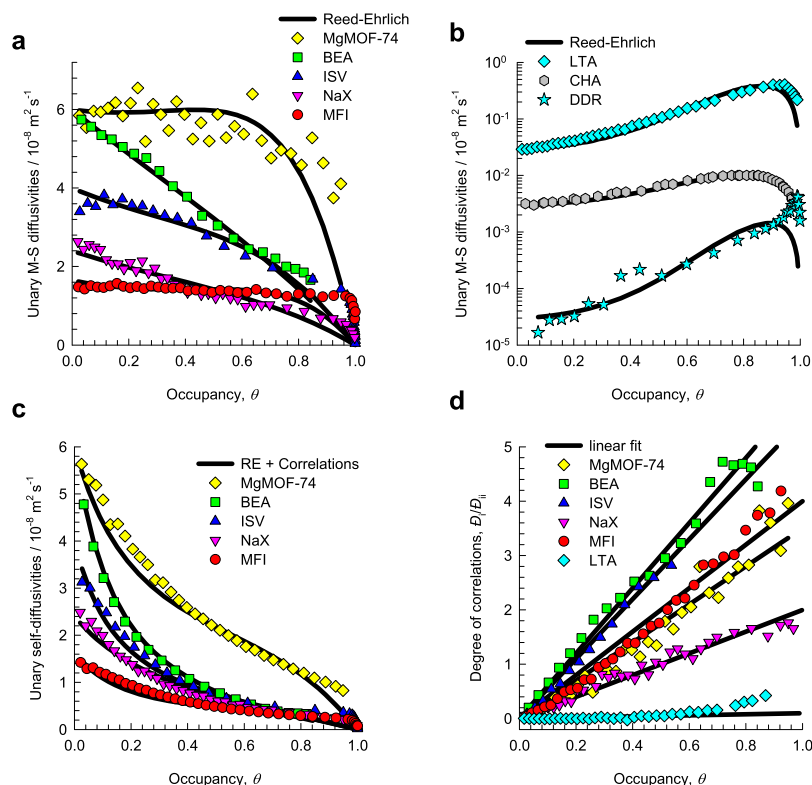 a
Reed-Ehrlich
MgMOF-74
BEA
ISV
NaX
MFI
Unary M-S diffusivities / 10⁻⁸ m² s⁻¹
6
4
2
0
0.0 0.2 0.4 0.6 0.8 1.0
Occupancy, θ
b
Reed-Ehrlich
LTA
CHA
DDR
Unary M-S diffusivities / 10⁻⁸ m² s⁻¹
10⁰
10⁻¹
10⁻²
10⁻³
10⁻⁴
10⁻⁵
0.0 0.2 0.4 0.6 0.8 1.0
Occupancy, θ
c
RE + Correlations
MgMOF-74
BEA
ISV
NaX
MFI
Unary self-diffusivities / 10⁻⁸ m² s⁻¹
6
5
4
3
2
1
0
0.0 0.2 0.4 0.6 0.8 1.0
Occupancy, θ
d
linear fit
MgMOF-74
BEA
ISV
NaX
MFI
LTA
Degree of correlations, Đᵢ/Đᵢᵢ
5
4
3
2
1
0
0.0 0.2 0.4 0.6 0.8 1.0
Occupancy, θ